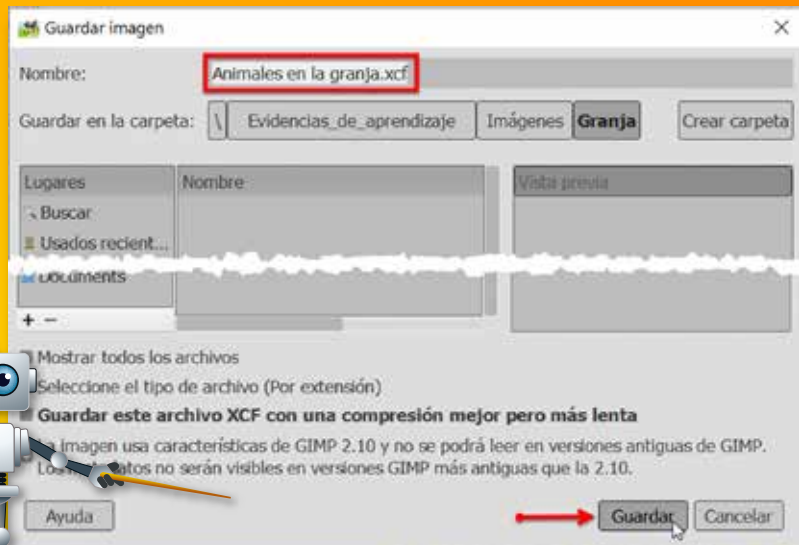 Guardar imagen
Nombre: Animales en la granja.xcf
Guardar en la carpeta: \ Evidencias_de_aprendizaje Imágenes Granja Crear carpeta
Lugares Nombre Vista previa
Buscar
Usados recient...
Documents
+ −
Mostrar todos los archivos
Seleccione el tipo de archivo (Por extensión)
Guardar este archivo XCF con una compresión mejor pero más lenta
imagen usa características de GIMP 2.10 y no se podrá leer en versiones antiguas de GIMP.
no serán visibles en versiones GIMP más antiguas que la 2.10.
Ayuda Guardar Cancelar